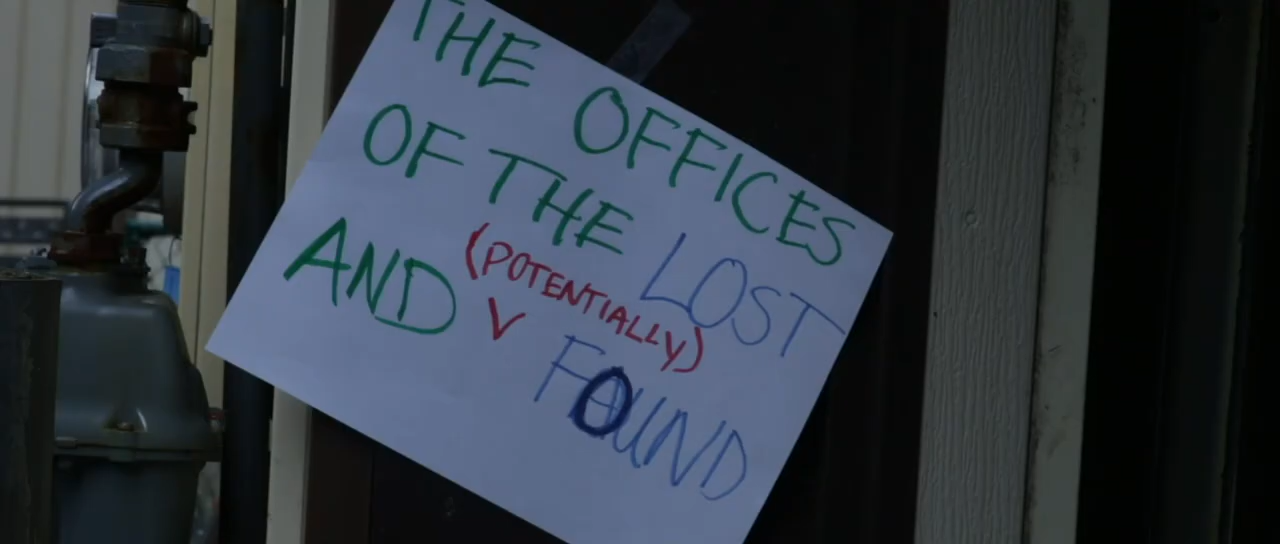 THE OFFICES
OF THE LOST
(POTENTIALLY)
AND V FOUND